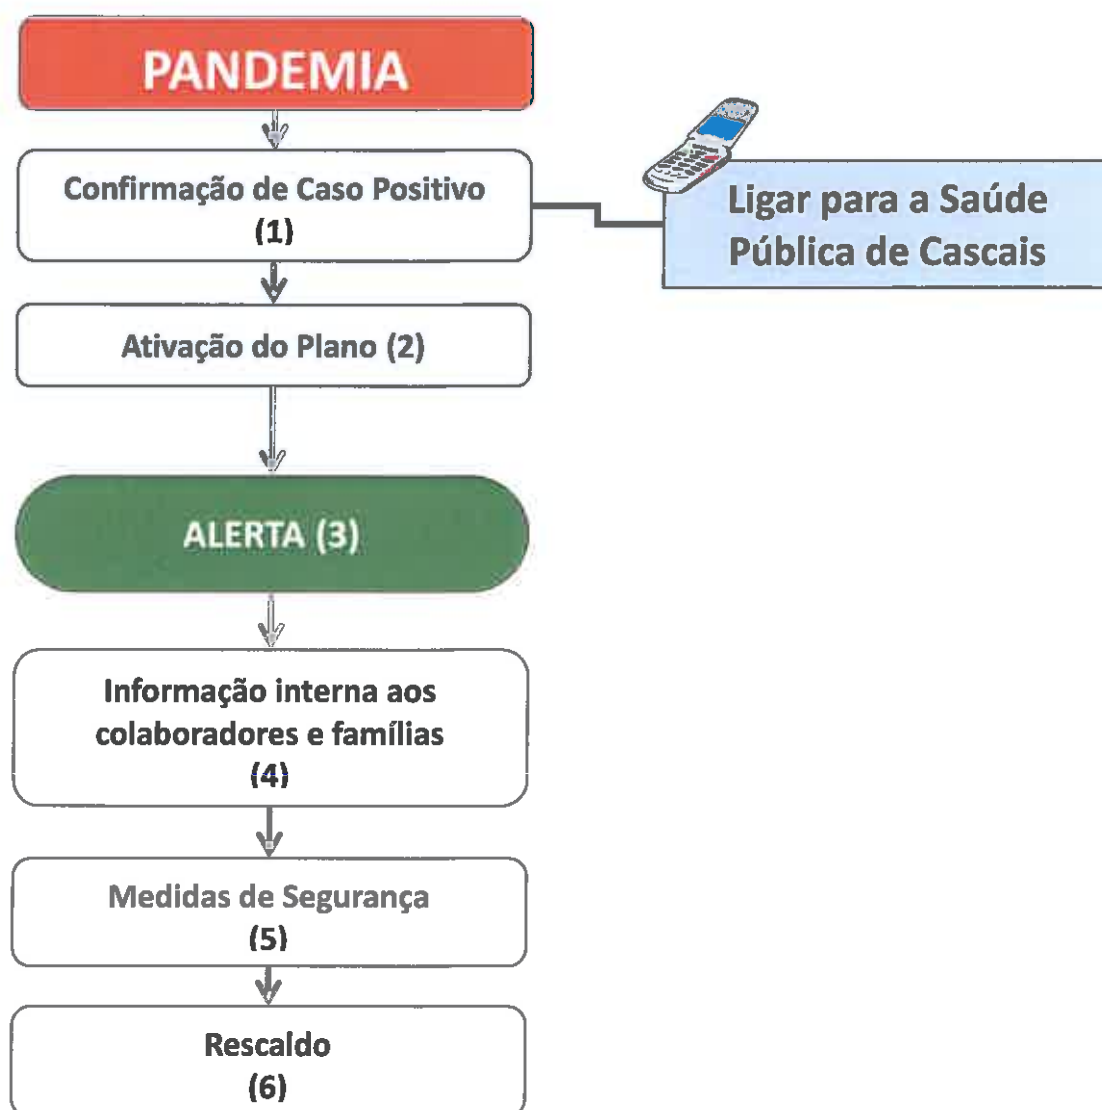 PANDEMIA
Confirmação de Caso Positivo
(1)
Ligar para a Saúde
Pública de Cascais
Ativação do Plano (2)
ALERTA (3)
Informação interna aos
colaboradores e famílias
(4)
Medidas de Segurança
(5)
Rescaldo
(6)